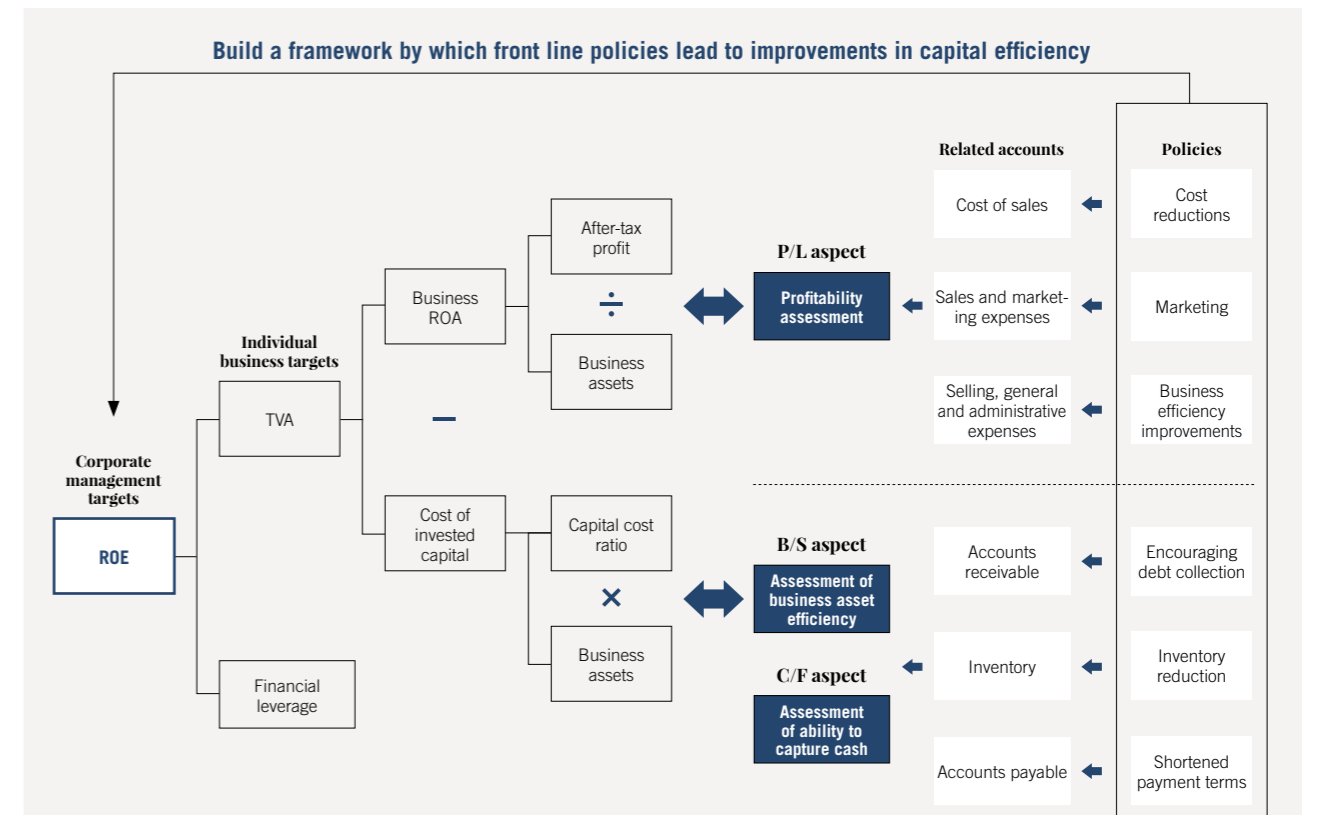 Build a framework by which front line policies lead to improvements in capital efficiency
Corporate
management
targets
ROE
Individual
business targets
TVA
Financial
leverage
Business
ROA
−
Cost of
invested
capital
After-tax
profit
÷
Business
assets
Capital cost
ratio
×
Business
assets
P/L aspect
Profitability
assessment
B/S aspect
Assessment of
business asset
efficiency
C/F aspect
Assessment
of ability to
capture cash
Related accounts
Cost of sales
Sales and market-
ing expenses
Selling, general
and administrative
expenses
Accounts
receivable
Inventory
Accounts payable
Policies
Cost
reductions
Marketing
Business
efficiency
improvements
Encouraging
debt collection
Inventory
reduction
Shortened
payment terms